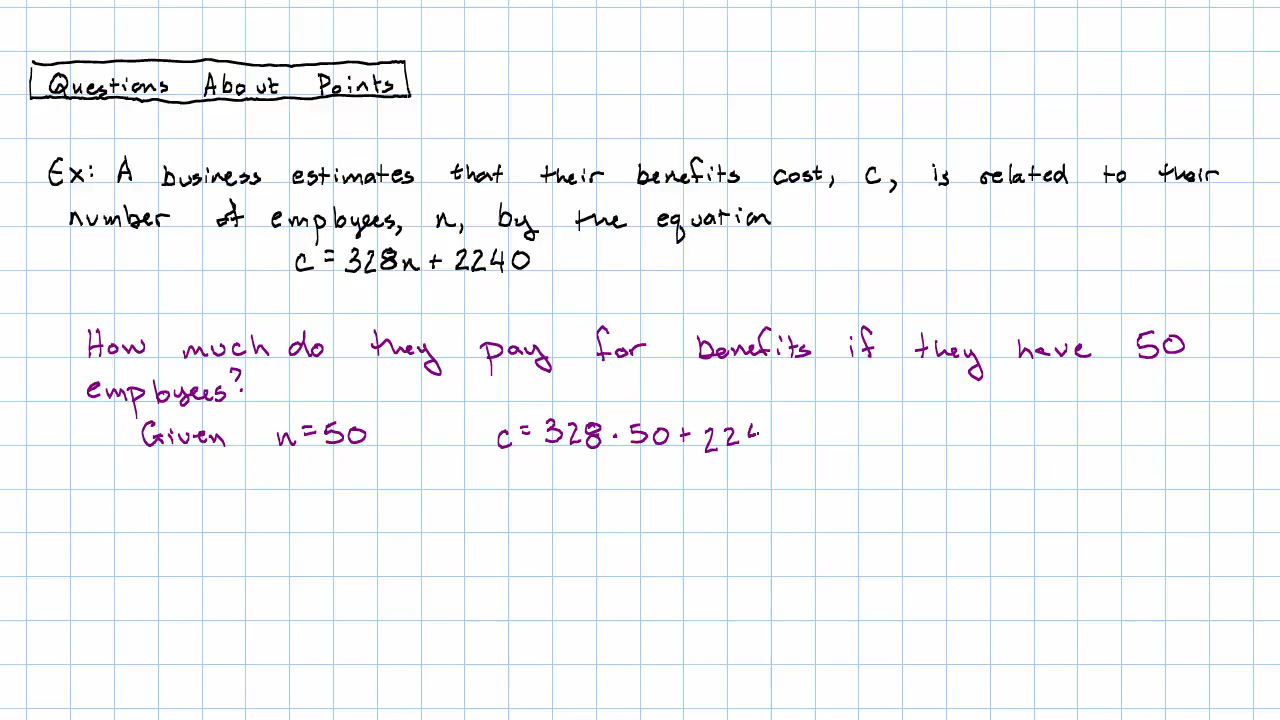 Questions About Points
Ex: A business estimates that their benefits cost, c, is related to their
number of employees, n, by the equation
c = 328n + 2240
How much do they pay for benefits if they have 50
employees?
Given n = 50 c = 328 · 50 + 224